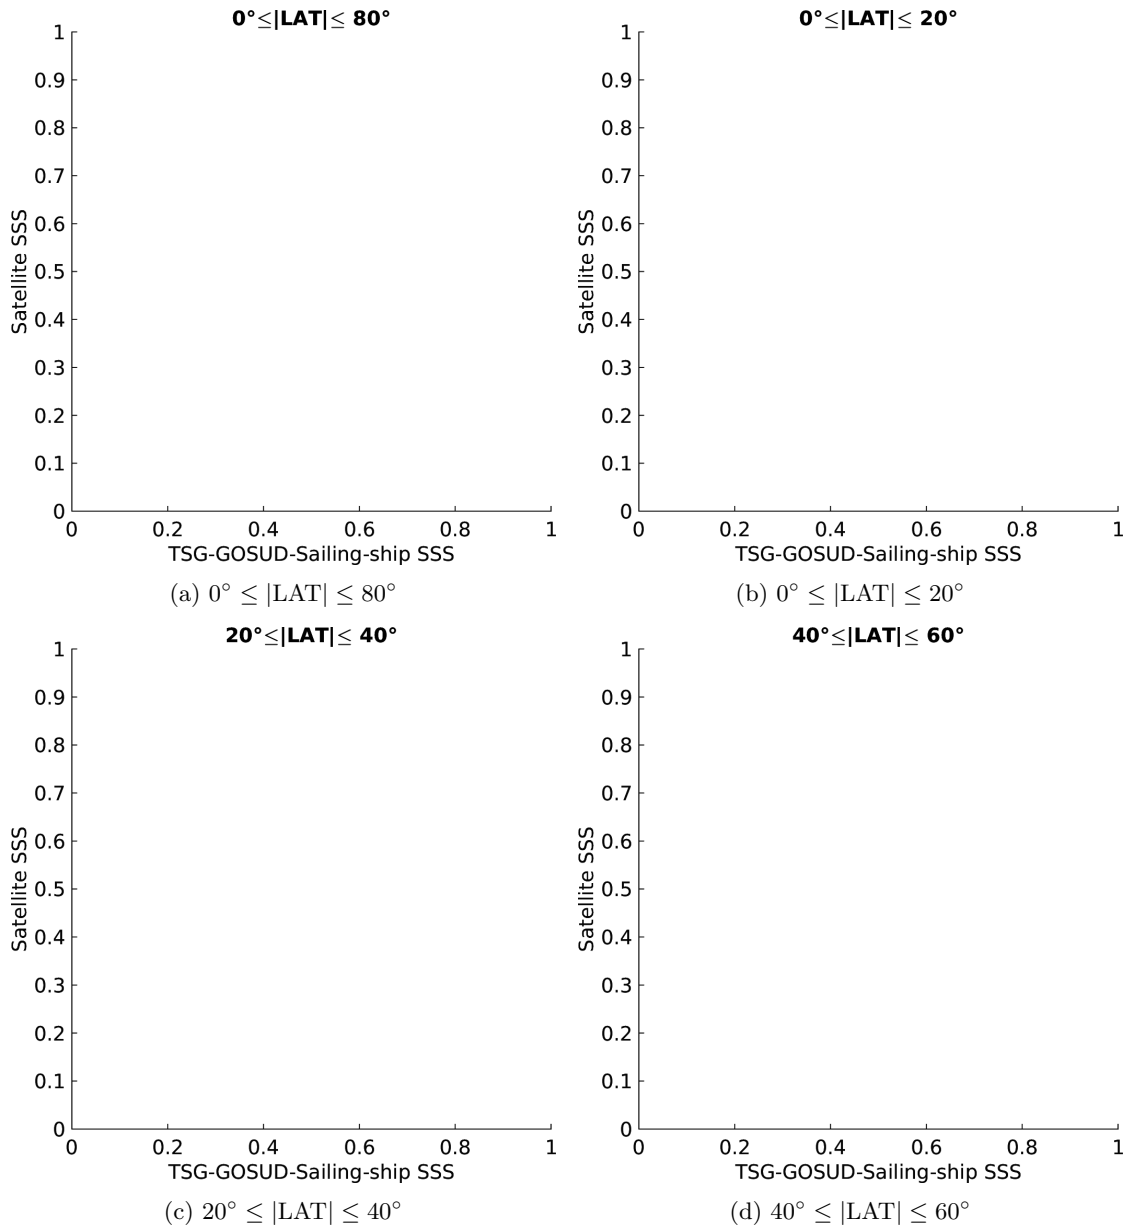 0°≤|LAT|≤ 80°
1
0.9
0.8
0.7
0.6
0.5
0.4
0.3
0.2
0.1
0
Satellite SSS
0 0.2 0.4 0.6 0.8 1
TSG-GOSUD-Sailing-ship SSS
(a) 0° ≤ |LAT| ≤ 80°
0°≤|LAT|≤ 20°
1
0.9
0.8
0.7
0.6
0.5
0.4
0.3
0.2
0.1
0
Satellite SSS
0 0.2 0.4 0.6 0.8 1
TSG-GOSUD-Sailing-ship SSS
(b) 0° ≤ |LAT| ≤ 20°
20°≤|LAT|≤ 40°
1
0.9
0.8
0.7
0.6
0.5
0.4
0.3
0.2
0.1
0
Satellite SSS
0 0.2 0.4 0.6 0.8 1
TSG-GOSUD-Sailing-ship SSS
(c) 20° ≤ |LAT| ≤ 40°
40°≤|LAT|≤ 60°
1
0.9
0.8
0.7
0.6
0.5
0.4
0.3
0.2
0.1
0
Satellite SSS
0 0.2 0.4 0.6 0.8 1
TSG-GOSUD-Sailing-ship SSS
(d) 40° ≤ |LAT| ≤ 60°